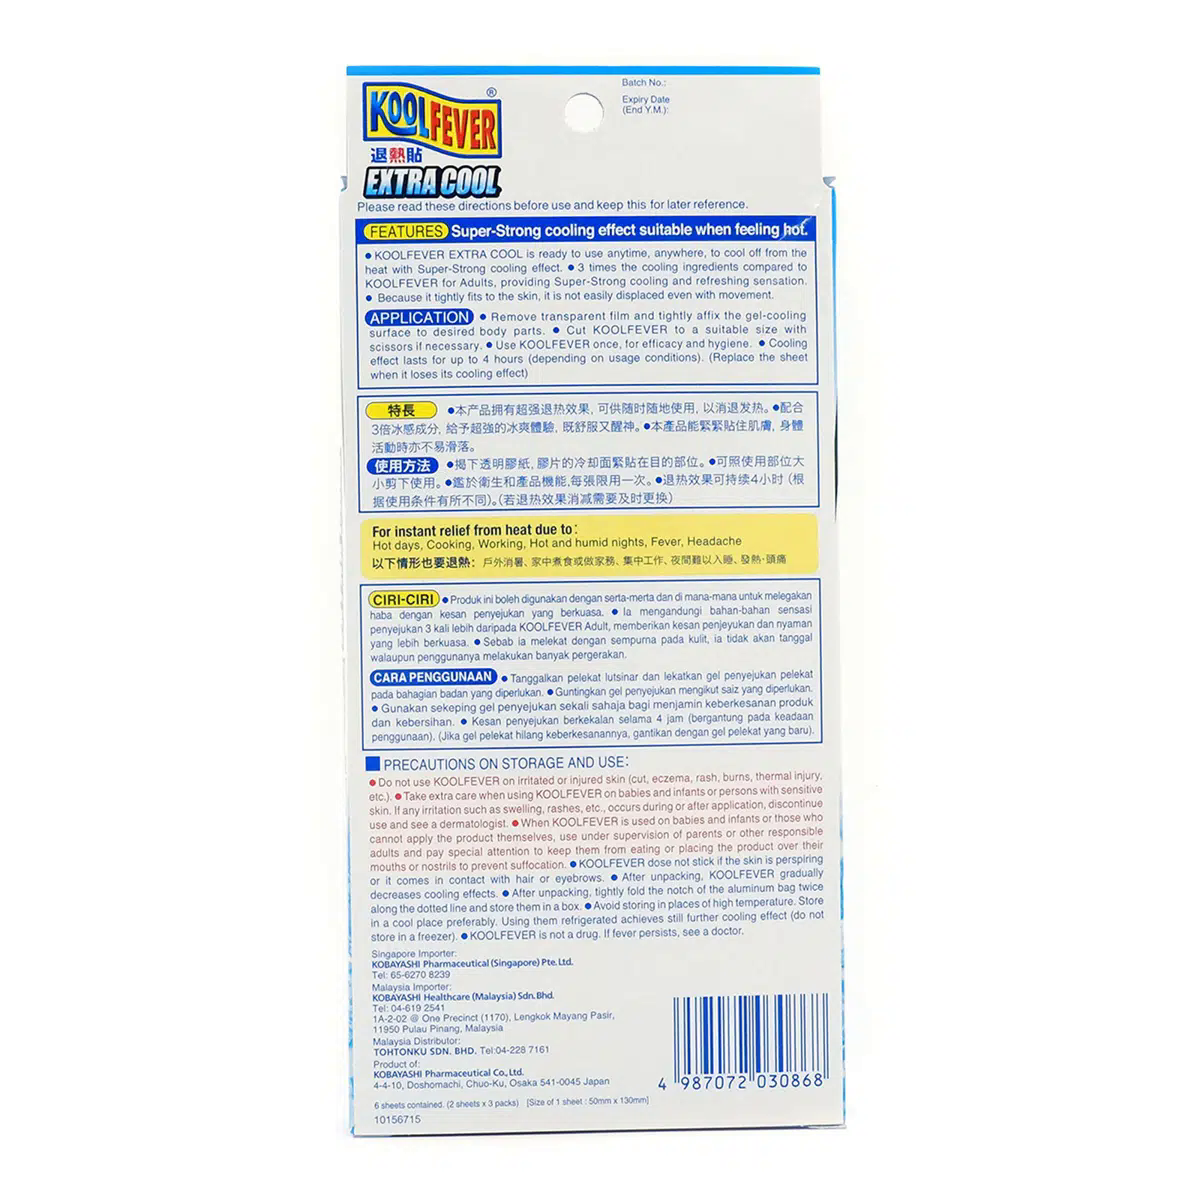 Batch No.:
Expiry Date
(End Y.M.):
KOOLFEVER®
退熱貼
EXTRA COOL
Please read these directions before use and keep this for later reference.
FEATURES Super-Strong cooling effect suitable when feeling hot.
● KOOLFEVER EXTRA COOL is ready to use anytime, anywhere, to cool off from the
heat with Super-Strong cooling effect. ● 3 times the cooling ingredients compared to
KOOLFEVER for Adults, providing Super-Strong cooling and refreshing sensation.
● Because it tightly fits to the skin, it is not easily displaced even with movement.
APPLICATION ● Remove transparent film and tightly affix the gel-cooling
surface to desired body parts. ● Cut KOOLFEVER to a suitable size with
scissors if necessary. ● Use KOOLFEVER once, for efficacy and hygiene. ● Cooling
effect lasts for up to 4 hours (depending on usage conditions). (Replace the sheet
when it loses its cooling effect)
特長 ●本产品拥有超强退热效果, 可供随时随地使用, 以消退发热。●配合
3倍冰感成分, 給予超強的冰爽體驗, 既舒服又醒神。●本產品能緊緊貼住肌膚, 身體
活動時亦不易滑落。
使用方法 ●揭下透明膠紙, 膠片的冷却面緊貼在目的部位。●可照使用部位大
小剪下使用。●鑑於衛生和產品機能,每張限用一次。●退热效果可持续4小时 (根
据使用条件有所不同)。(若退热效果消减需要及时更换)
For instant relief from heat due to:
Hot days, Cooking, Working, Hot and humid nights, Fever, Headache
以下情形也要退熱: 戶外消暑、家中煮食或做家務、集中工作、夜間難以入睡、發熱·頭痛
CIRI-CIRI ● Produk ini boleh digunakan dengan serta-merta dan di mana-mana untuk melegakan
haba dengan kesan penyejukan yang berkuasa. ● Ia mengandungi bahan-bahan sensasi
penyejukan 3 kali lebih daripada KOOLFEVER Adult, memberikan kesan penjeyukan dan nyaman
yang lebih berkuasa. ● Sebab ia melekat dengan sempurna pada kulit, ia tidak akan tanggal
walaupun penggunanya melakukan banyak pergerakan.
CARA PENGGUNAAN ● Tanggalkan pelekat lutsinar dan lekatkan gel penyejukan pelekat
pada bahagian badan yang diperlukan. ● Guntingkan gel penyejukan mengikut saiz yang diperlukan.
● Gunakan sekeping gel penyejukan sekali sahaja bagi menjamin keberkesanan produk
dan kebersihan. ● Kesan penyejukan berkekalan selama 4 jam (bergantung pada keadaan
penggunaan). (Jika gel pelekat hilang keberkesanannya, gantikan dengan gel pelekat yang baru).
PRECAUTIONS ON STORAGE AND USE:
● Do not use KOOLFEVER on irritated or injured skin (cut, eczema, rash, burns, thermal injury,
etc.). ● Take extra care when using KOOLFEVER on babies and infants or persons with sensitive
skin. If any irritation such as swelling, rashes, etc., occurs during or after application, discontinue
use and see a dermatologist. ● When KOOLFEVER is used on babies and infants or those who
cannot apply the product themselves, use under supervision of parents or other responsible
adults and pay special attention to keep them from eating or placing the product over their
mouths or nostrils to prevent suffocation. ● KOOLFEVER dose not stick if the skin is perspiring
or it comes in contact with hair or eyebrows. ● After unpacking, KOOLFEVER gradually
decreases cooling effects. ● After unpacking, tightly fold the notch of the aluminum bag twice
along the dotted line and store them in a box. ● Avoid storing in places of high temperature. Store
in a cool place preferably. Using them refrigerated achieves still further cooling effect (do not
store in a freezer). ● KOOLFEVER is not a drug. If fever persists, see a doctor.
Singapore Importer:
KOBAYASHI Pharmaceutical (Singapore) Pte. Ltd.
Tel: 65-6270 8239
Malaysia Importer:
KOBAYASHI Healthcare (Malaysia) Sdn. Bhd.
Tel: 04-619 2541
1A-2-02 @ One Precinct (1170), Lengkok Mayang Pasir,
11950 Pulau Pinang, Malaysia
Malaysia Distributor:
TOHTONKU SDN. BHD. Tel:04-228 7161
Product of:
KOBAYASHI Pharmaceutical Co., Ltd.
4-4-10, Doshomachi, Chuo-Ku, Osaka 541-0045 Japan
4 987072 030868
6 sheets contained. (2 sheets x 3 packs) [Size of 1 sheet : 50mm x 130mm]
10156715